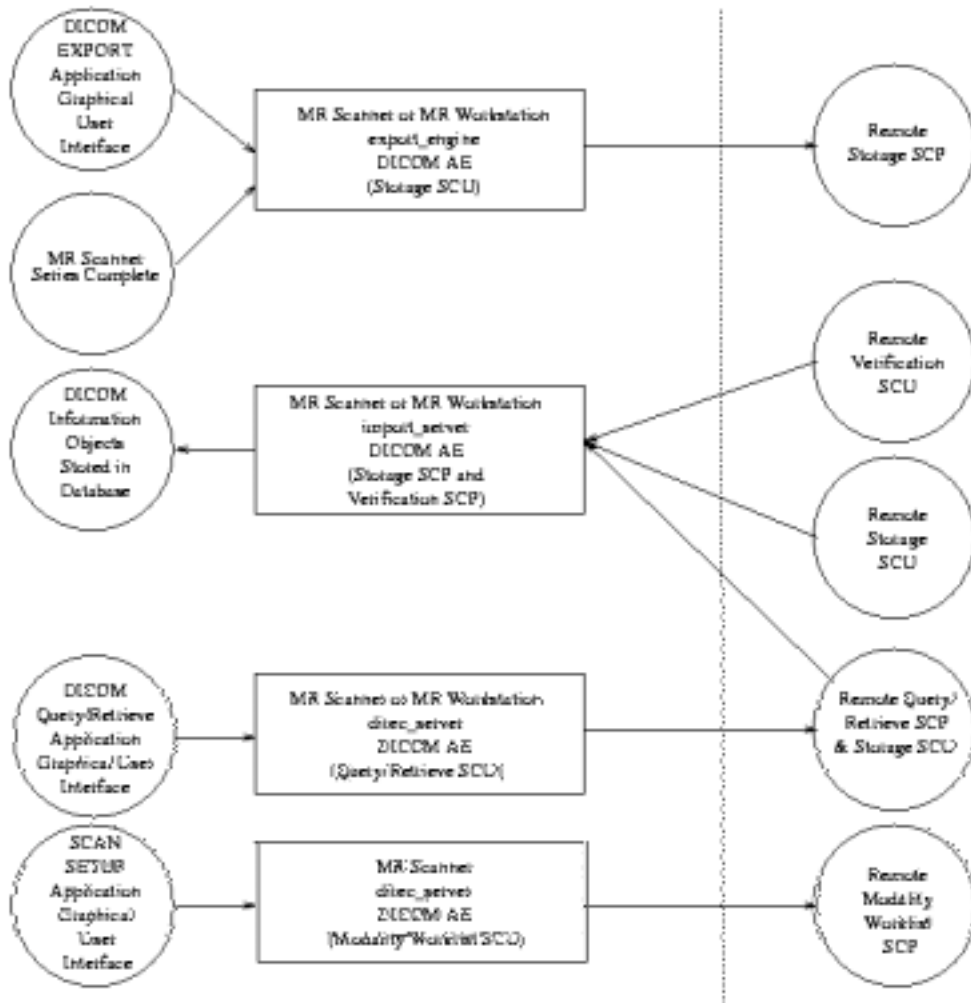 DICOM
EXPORT
Application
Graphical
User
Interface
MR Scanner or MR Workstation
export_engine
DICOM AE
(Storage SCU)
Remote
Storage SCP
MR Scanner
Series Complete
Remote
Verification
SCU
DICOM
Information
Objects
Stored in
Database
MR Scanner or MR Workstation
import_server
DICOM AE
(Storage SCP and
Verification SCP)
Remote
Storage
SCU
DICOM
Query/Retrieve
Application
Graphical User
Interface
MR Scanner or MR Workstation
direc_server
DICOM AE
(Query/Retrieve SCU)
Remote Query/
Retrieve SCP
& Storage SCU
SCAN
SETUP
Application
Graphical
User
Interface
MR Scanner
direc_server
DICOM AE
(Modality Worklist SCU)
Remote
Modality
Worklist
SCP